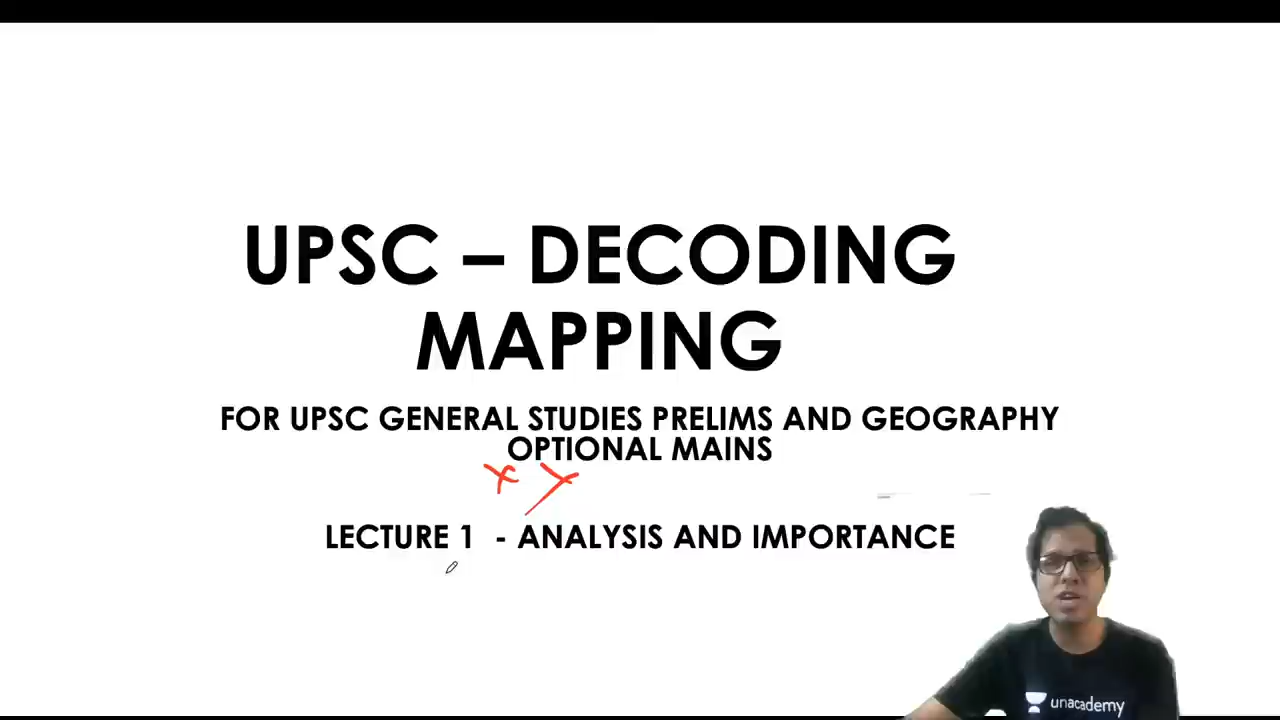 UPSC – DECODING
MAPPING
FOR UPSC GENERAL STUDIES PRELIMS AND GEOGRAPHY
OPTIONAL MAINS
x y
LECTURE 1 - ANALYSIS AND IMPORTANCE
unacademy